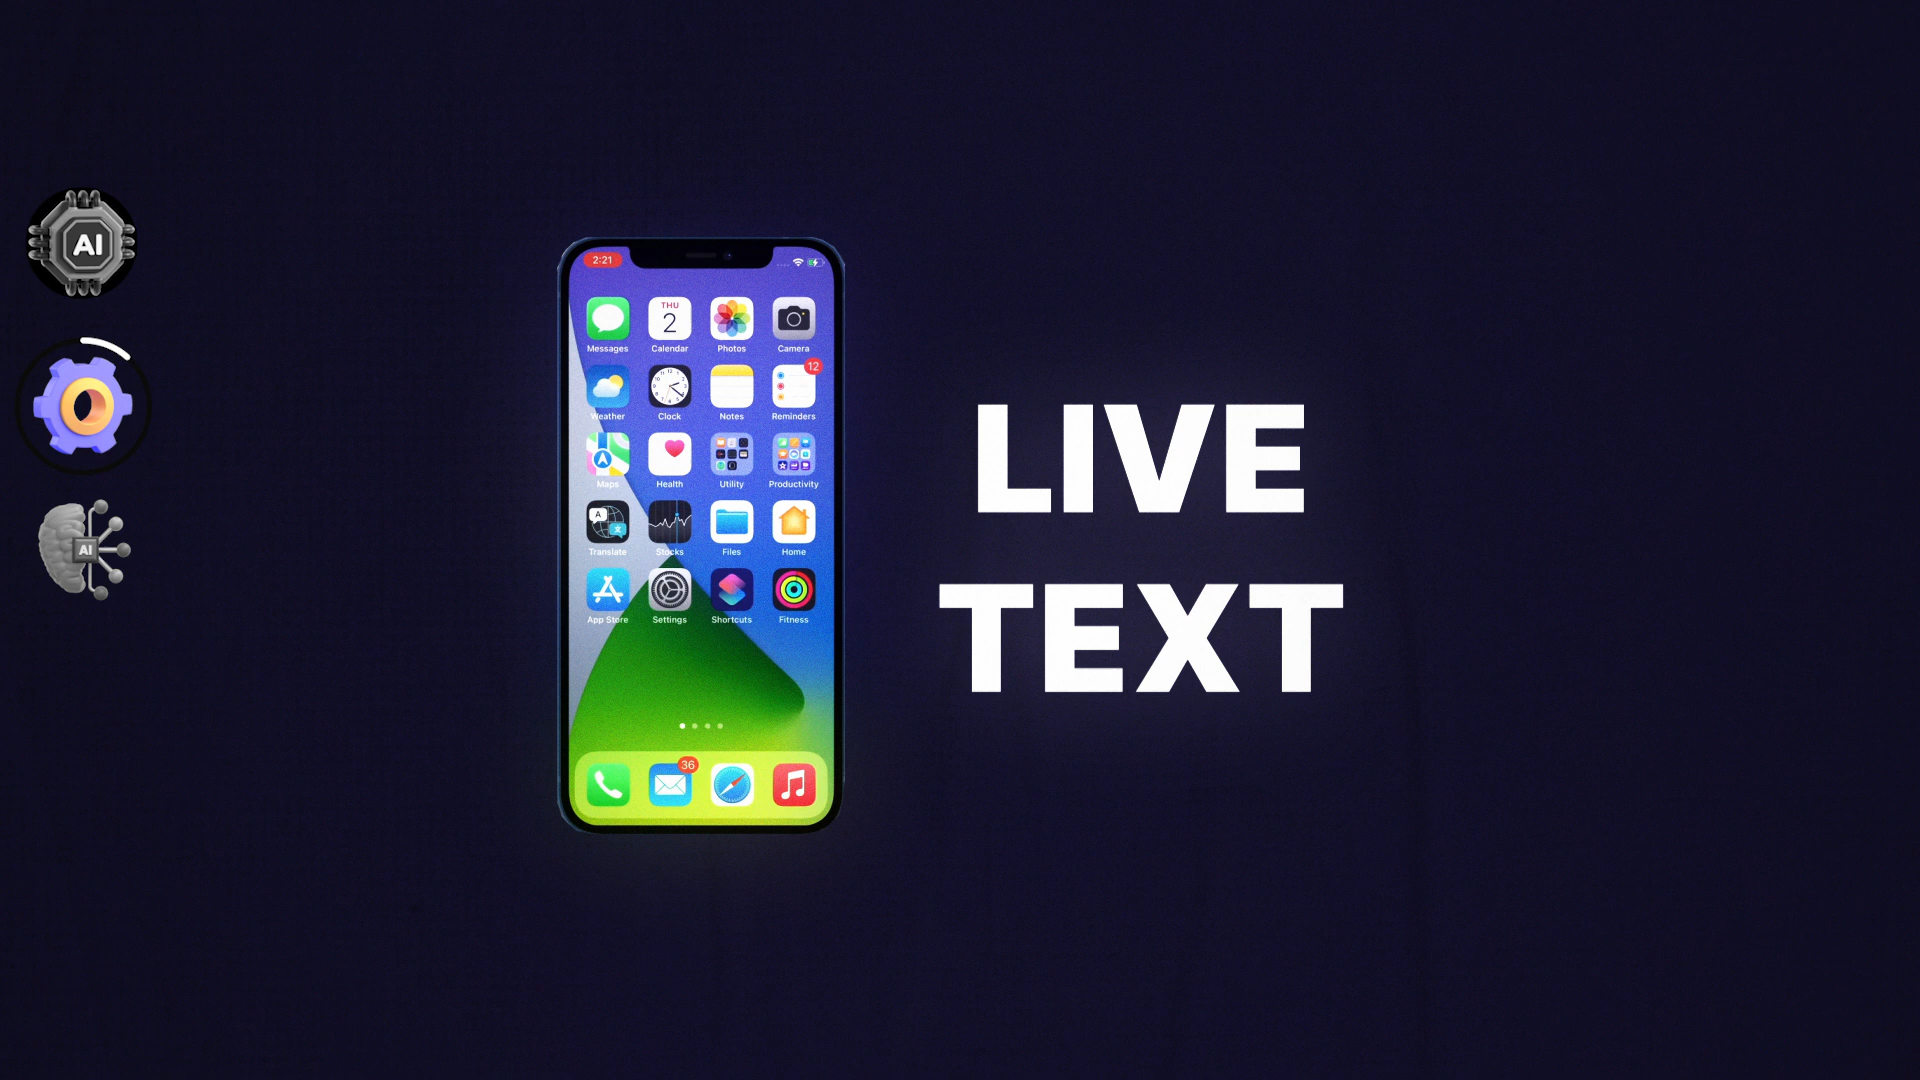 AI
AI
2:21
THU
2
Messages
Calendar
Photos
Camera
12
Weather
Clock
Notes
Reminders
Maps
Health
Utility
Productivity
A
Translate
Stocks
Files
Home
App Store
Settings
Shortcuts
Fitness
36
LIVE
TEXT